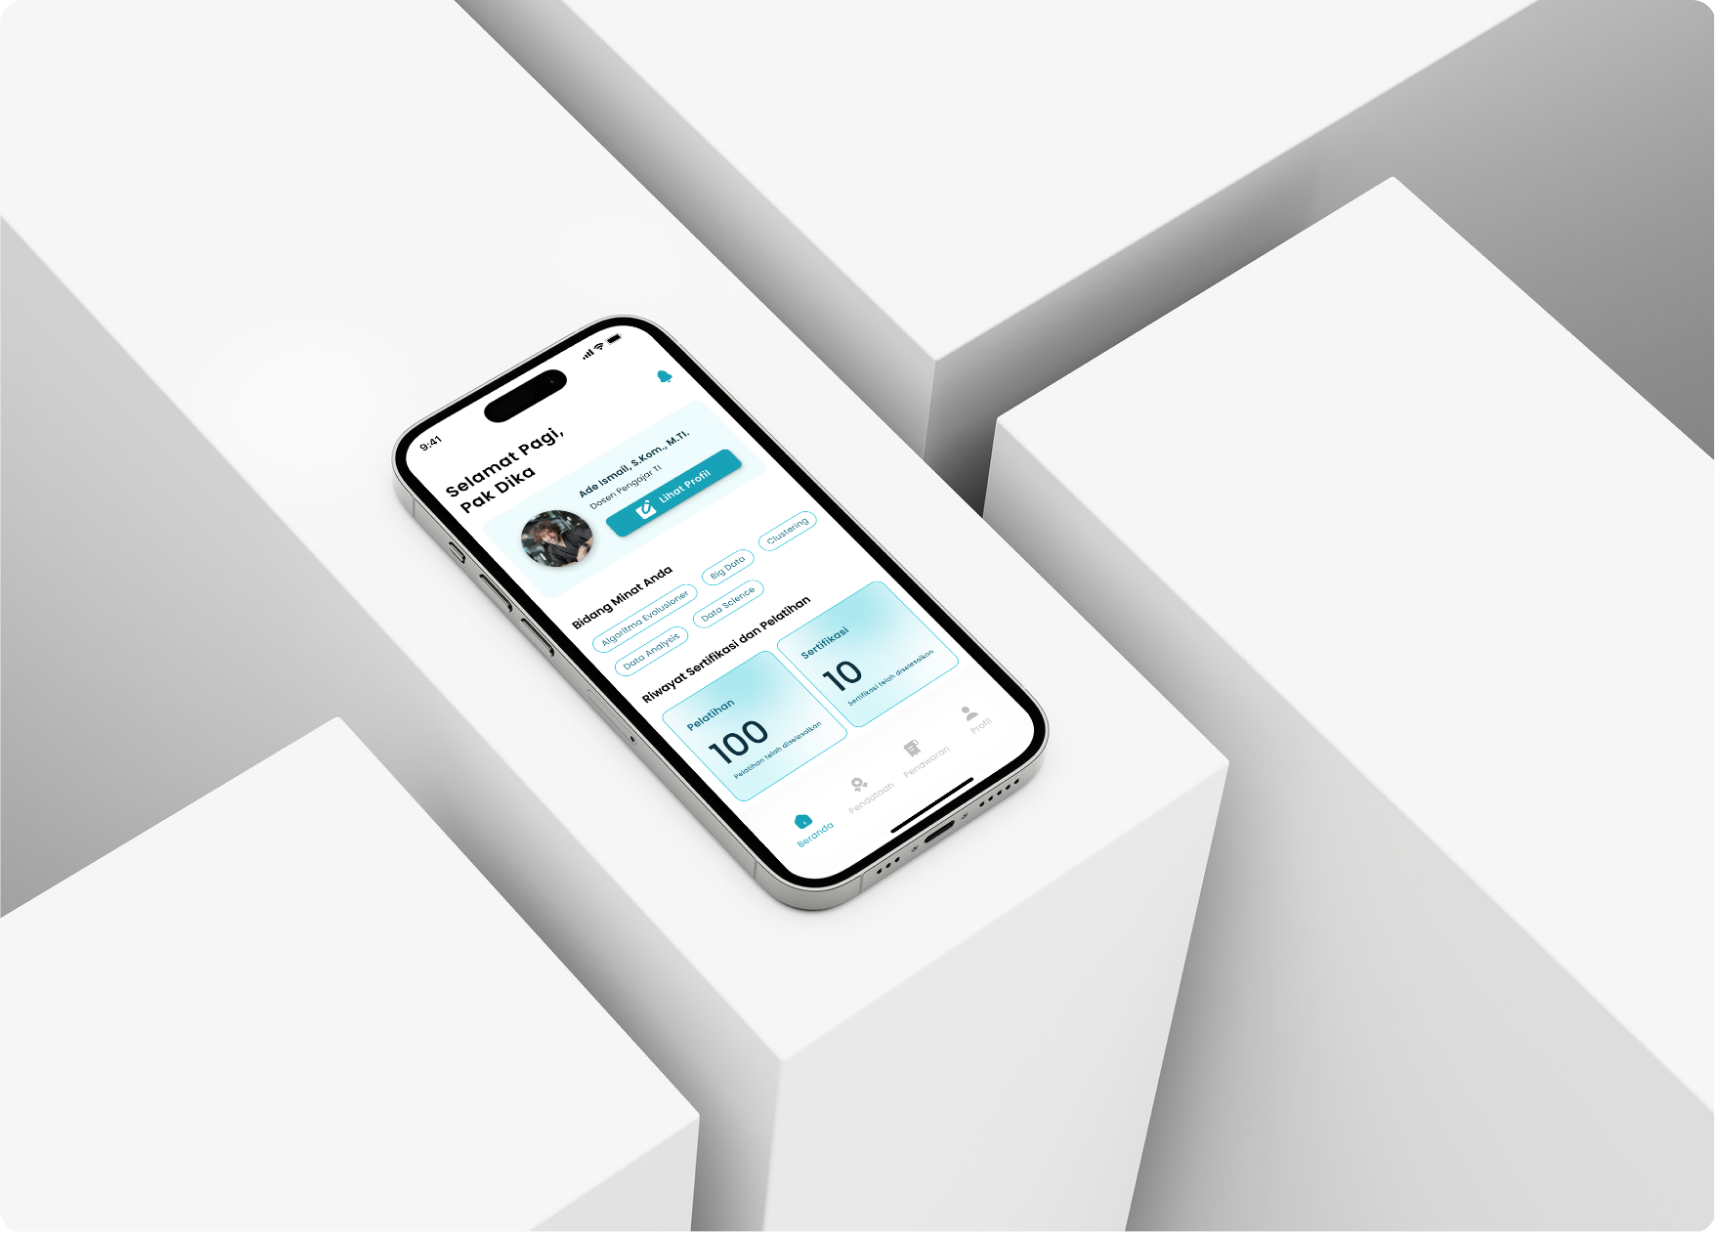 9:41
Selamat Pagi,
Pak Dika
Ade Ismail, S.Kom., M.TI.
Dosen Pengajar TI
Lihat Profil
Bidang Minat Anda
Algoritma Evolusioner
Big Data
Clustering
Data Analysis
Data Science
Riwayat Sertifikasi dan Pelatihan
Pelatihan
100
Pelatihan telah diselesaikan
Sertifikasi
10
Sertifikasi telah diselesaikan
Beranda
Pendataan
Penawaran
Profil